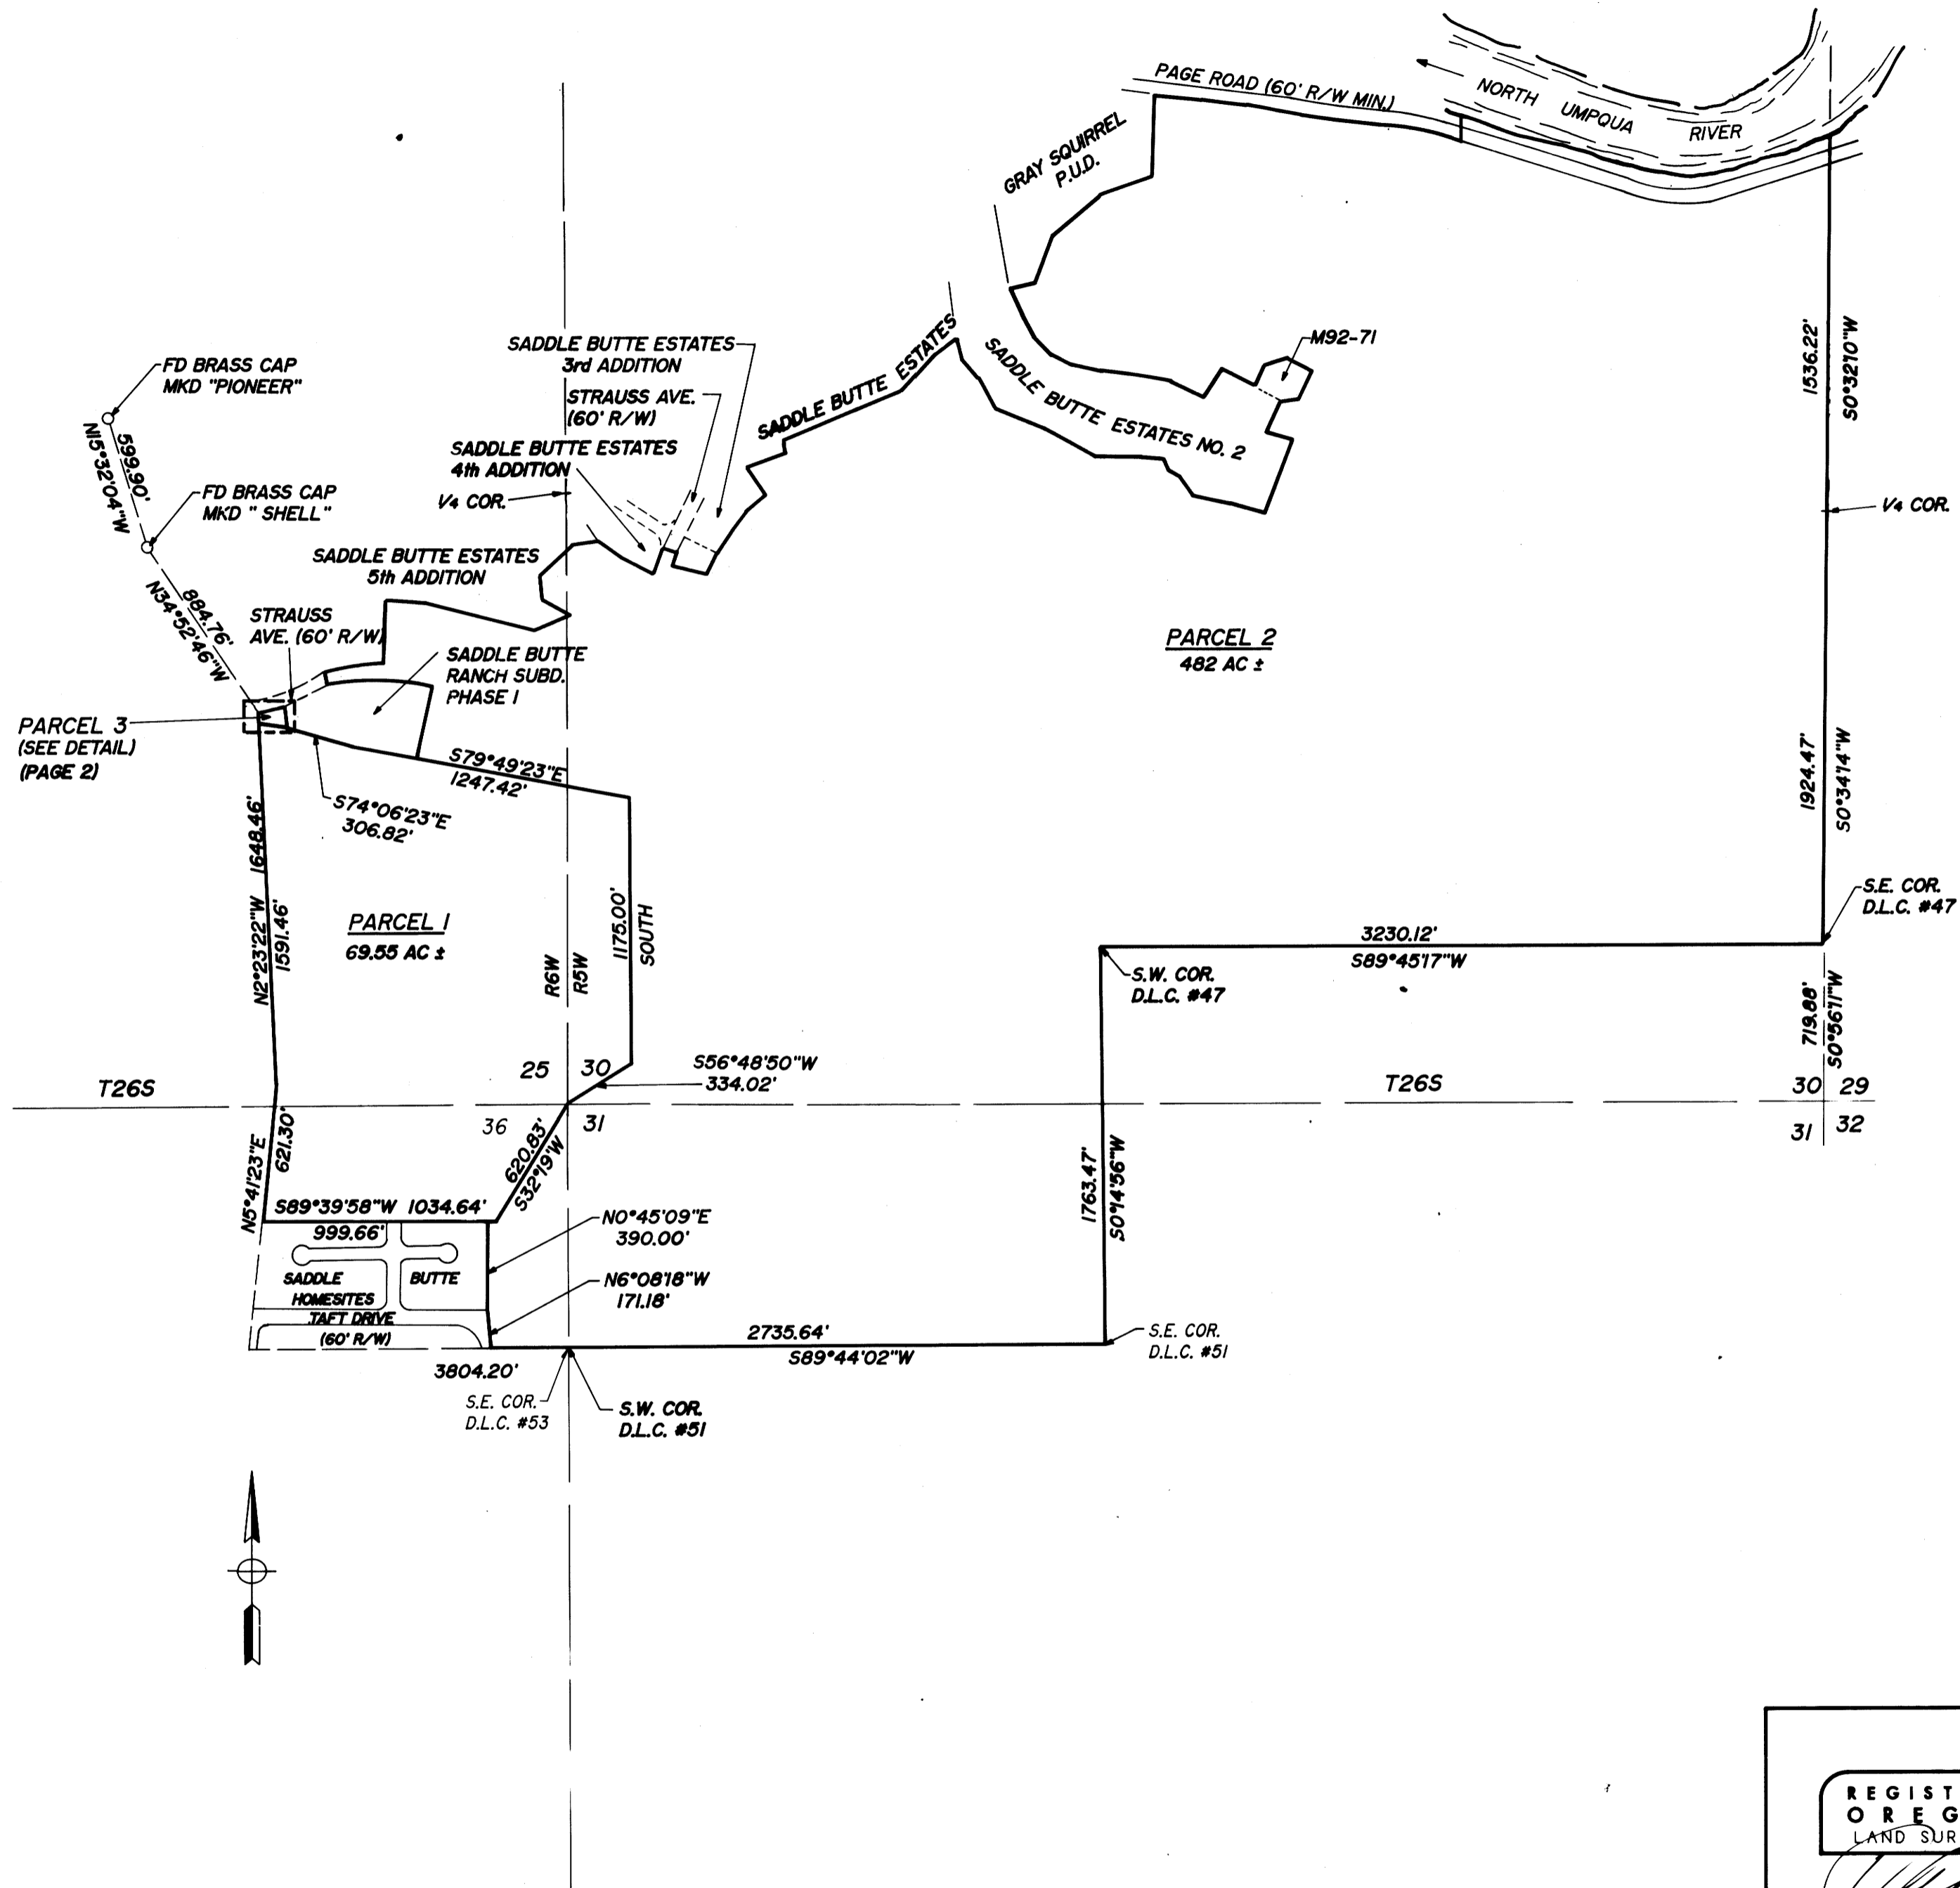 PAGE ROAD (60' R/W MIN.)
NORTH UMPQUA RIVER
GRAY SQUIRREL
P.U.D.
M92-71
SADDLE BUTTE ESTATES
3rd ADDITION
STRAUSS AVE.
(60' R/W)
SADDLE BUTTE ESTATES
4th ADDITION
1/4 COR.
SADDLE BUTTE ESTATES
SADDLE BUTTE ESTATES NO. 2
FD BRASS CAP
MKD "PIONEER"
599.90'
N15°32'04"W
FD BRASS CAP
MKD " SHELL"
884.76'
N34°52'46"W
SADDLE BUTTE ESTATES
5th ADDITION
STRAUSS
AVE. (60' R/W)
SADDLE BUTTE
RANCH SUBD.
PHASE 1
PARCEL 3
(SEE DETAIL)
(PAGE 2)
S79°49'23"E
1247.42'
S74°06'23"E
306.82'
PARCEL 2
482 AC ±
1536.22'
S0°32'10"W
1/4 COR.
1924.47'
S0°34'14"W
S.E. COR.
D.L.C. #47
1648.46'
N2°23'22"W
1591.46'
PARCEL 1
69.55 AC ±
R6W
R5W
1175.00'
SOUTH
3230.12'
S89°45'17"W
S.W. COR.
D.L.C. #47
719.88'
S0°56'11"W
25 30
S56°48'50"W
334.02'
T26S
T26S
30 29
36 31
31 32
N5°41'23"E
621.30'
620.83'
S32°19'W
1763.47'
S0°14'56"W
S89°39'58"W 1034.64'
999.66'
N0°45'09"E
390.00'
SADDLE BUTTE
HOMESITES
TAFT DRIVE
(60' R/W)
N6°08'18"W
171.18'
2735.64'
S89°44'02"W
S.E. COR.
D.L.C. #51
3804.20'
S.E. COR.
D.L.C. #53
S.W. COR.
D.L.C. #51
REGIST
OREG
LAND SUR